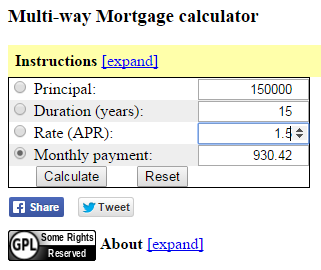 Multi-way Mortgage calculator
Instructions [expand]
Principal: 150000
Duration (years): 15
Rate (APR): 1.5
Monthly payment: 930.42
Calculate Reset
Share Tweet
GPL Some Rights Reserved About [expand]